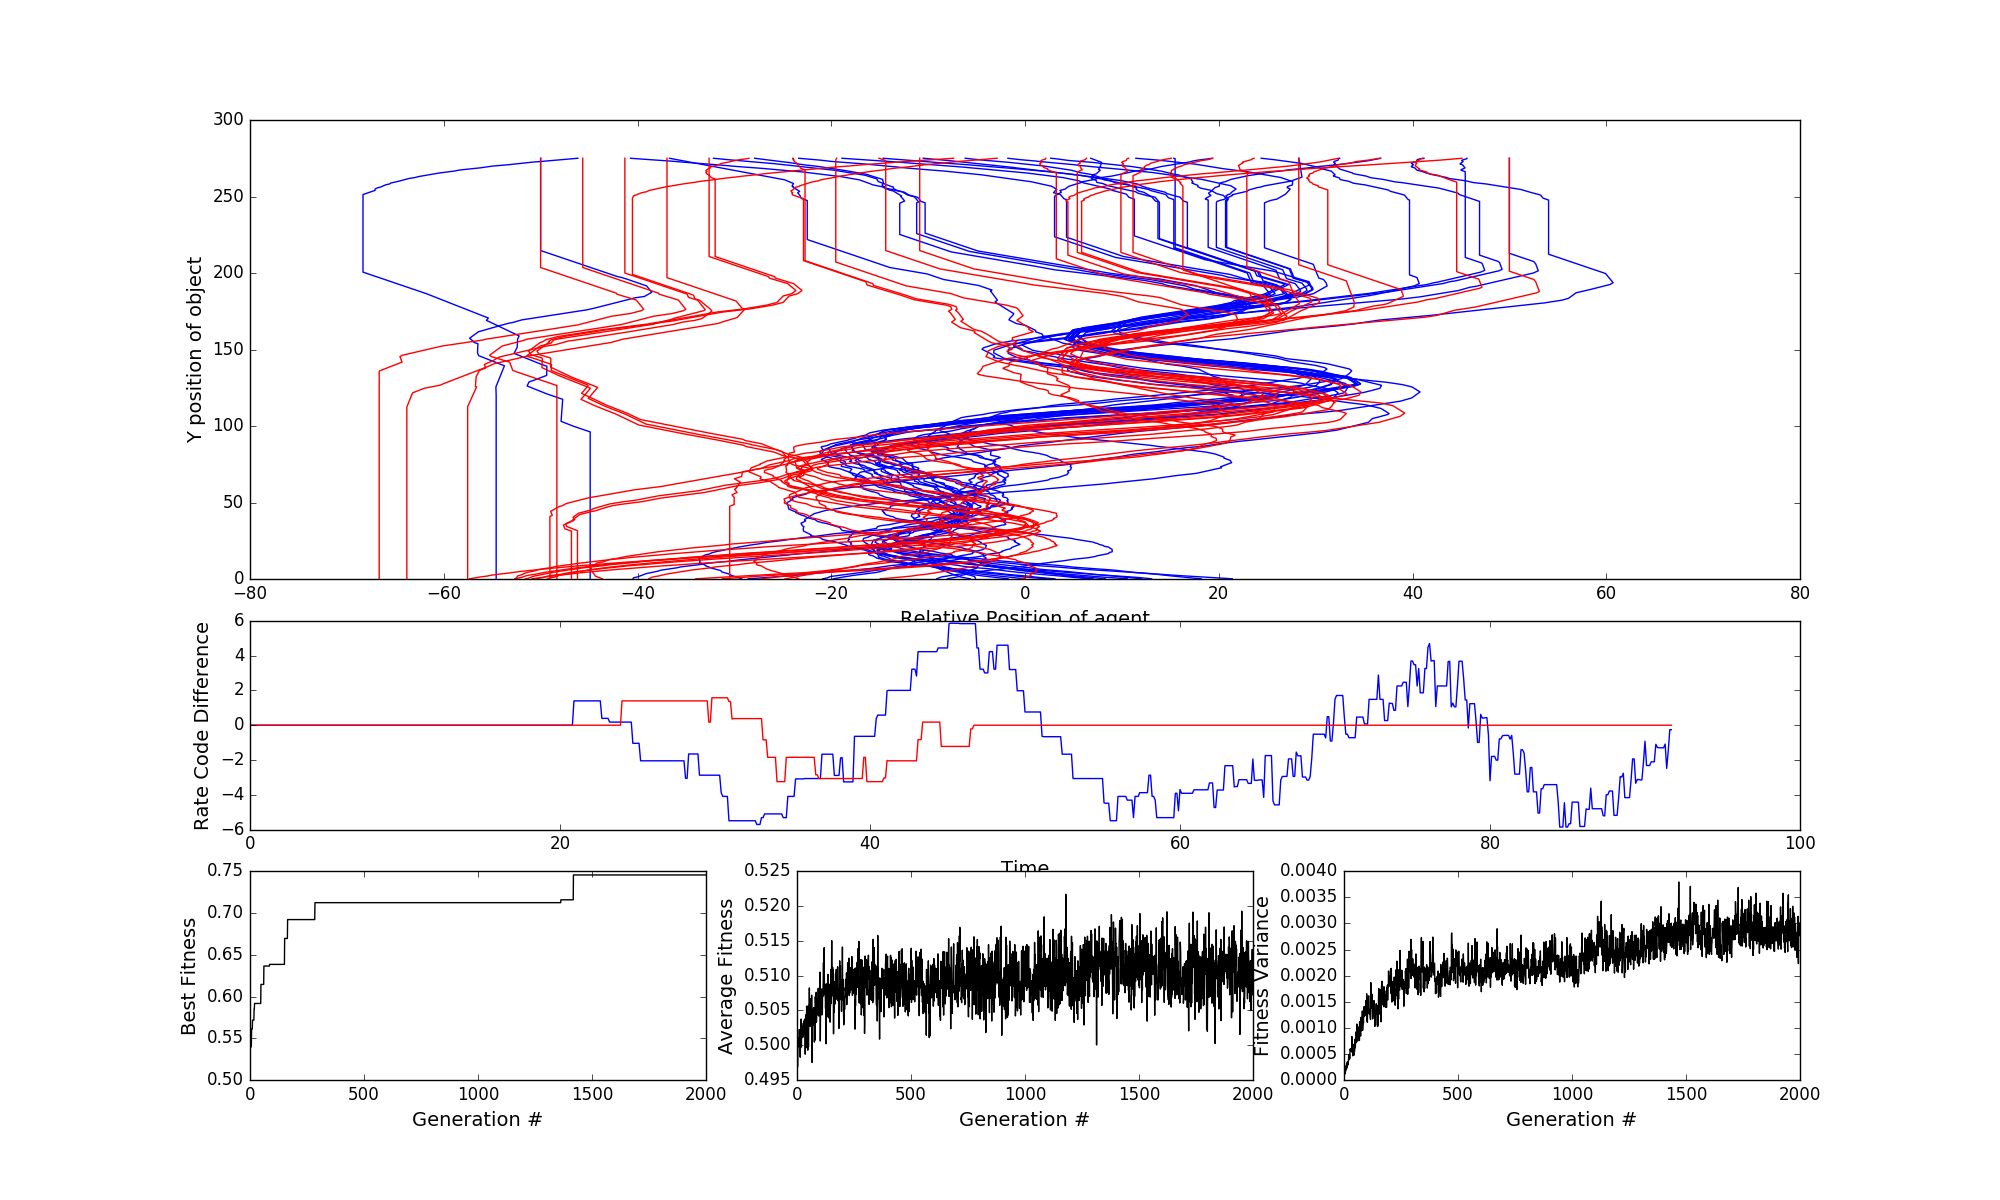 300
250
200
150
100
50
0
Y position of object
−80 −60 −40 −20 0 20 40 60 80
Relative Position of agent
6
4
2
0
−2
−4
−6
Rate Code Difference
0 20 40 60 80 100
Time
0.75
0.70
0.65
0.60
0.55
0.50
Best Fitness
0 500 1000 1500 2000
Generation #
0.525
0.520
0.515
0.510
0.505
0.500
0.495
Average Fitness
0 500 1000 1500 2000
Generation #
0.0040
0.0035
0.0030
0.0025
0.0020
0.0015
0.0010
0.0005
0.0000
Fitness Variance
0 500 1000 1500 2000
Generation #